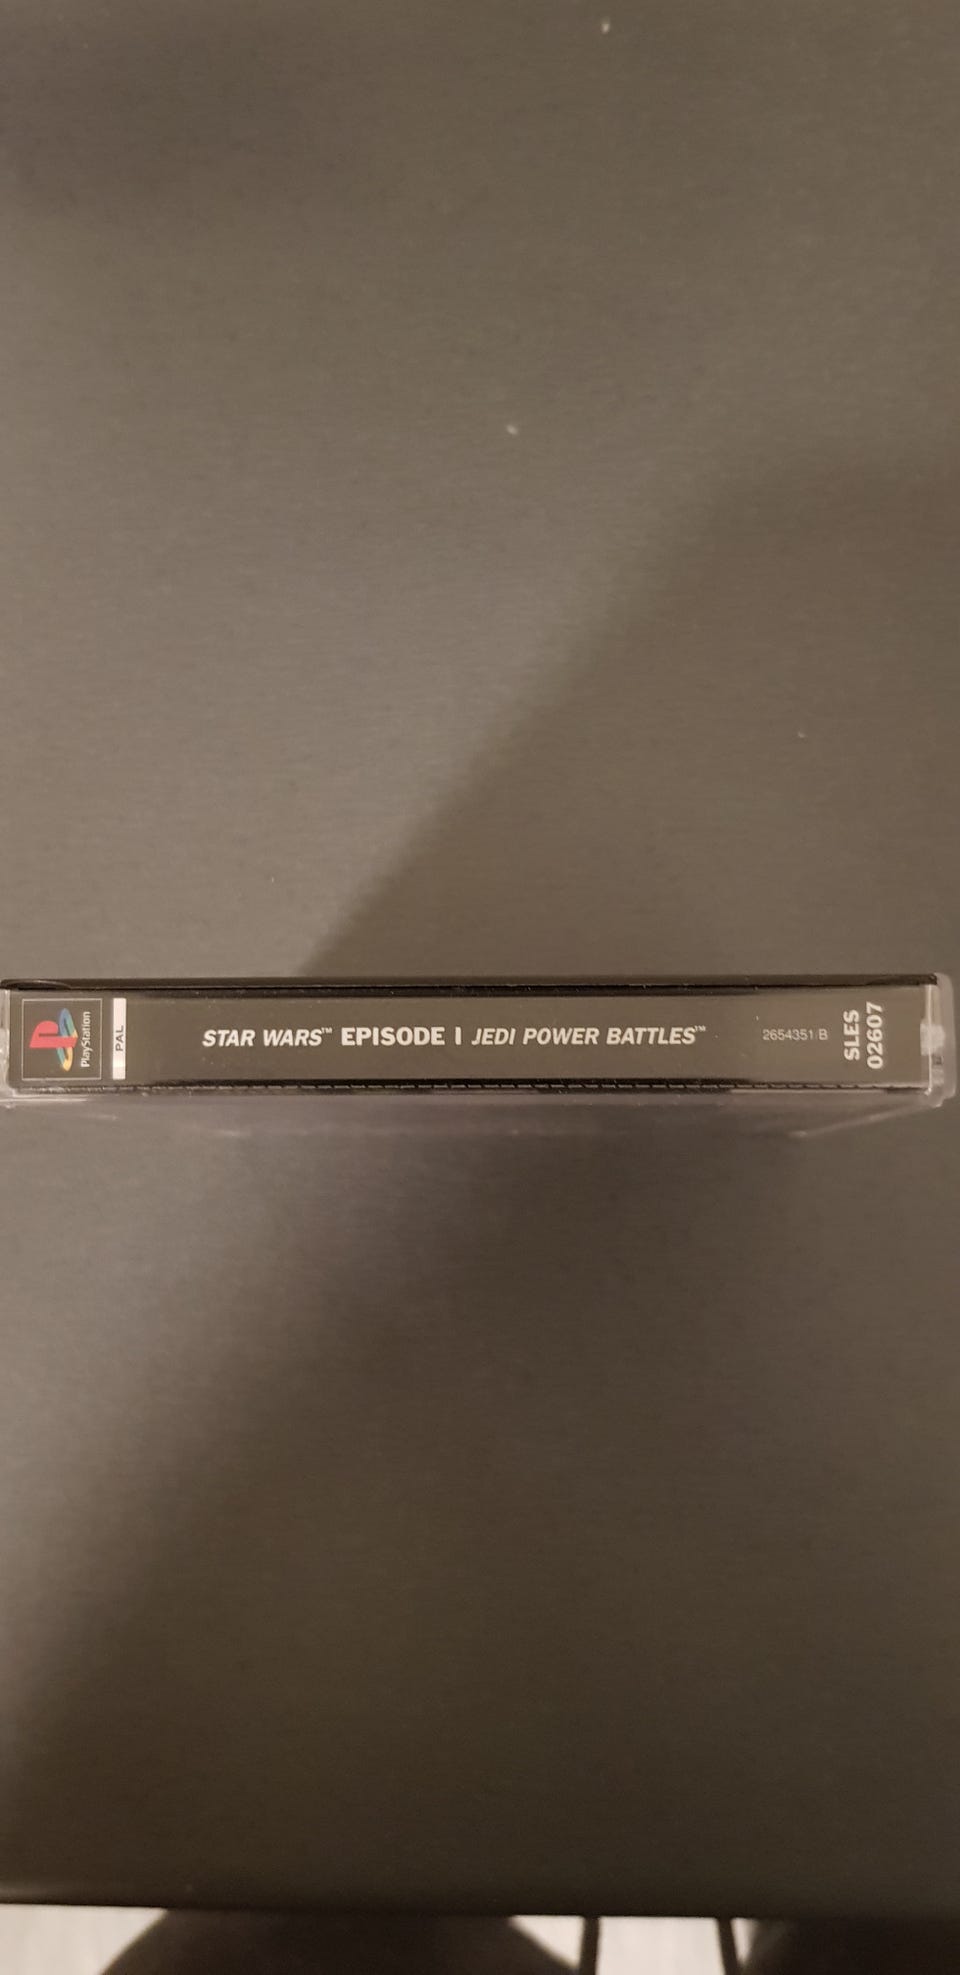 PlayStation
PAL
STAR WARS™ EPISODE I JEDI POWER BATTLES™
2654351/B
SLES
02607